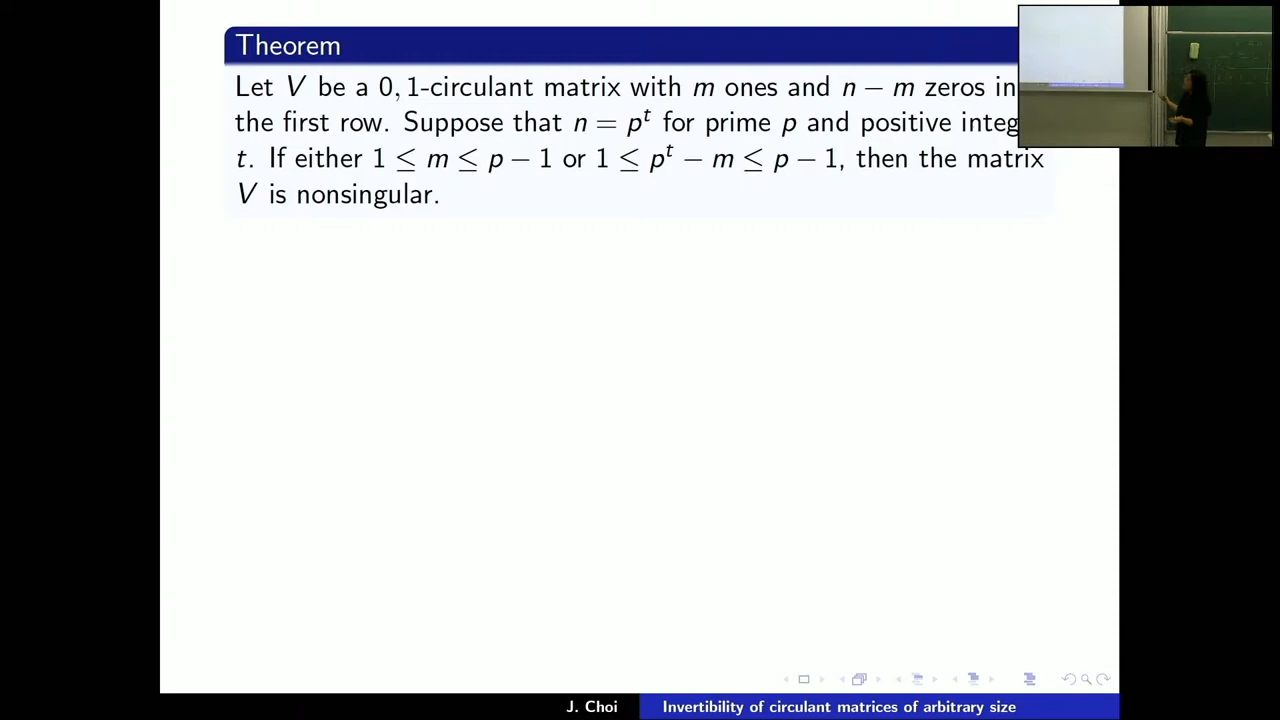 Theorem
Let V be a 0, 1-circulant matrix with m ones and n − m zeros in
the first row. Suppose that n = pᵗ for prime p and positive
t. If either 1 ≤ m ≤ p − 1 or 1 ≤ pᵗ − m ≤ p − 1, then the matrix
V is nonsingular.
J. Choi
Invertibility of circulant matrices of arbitrary size